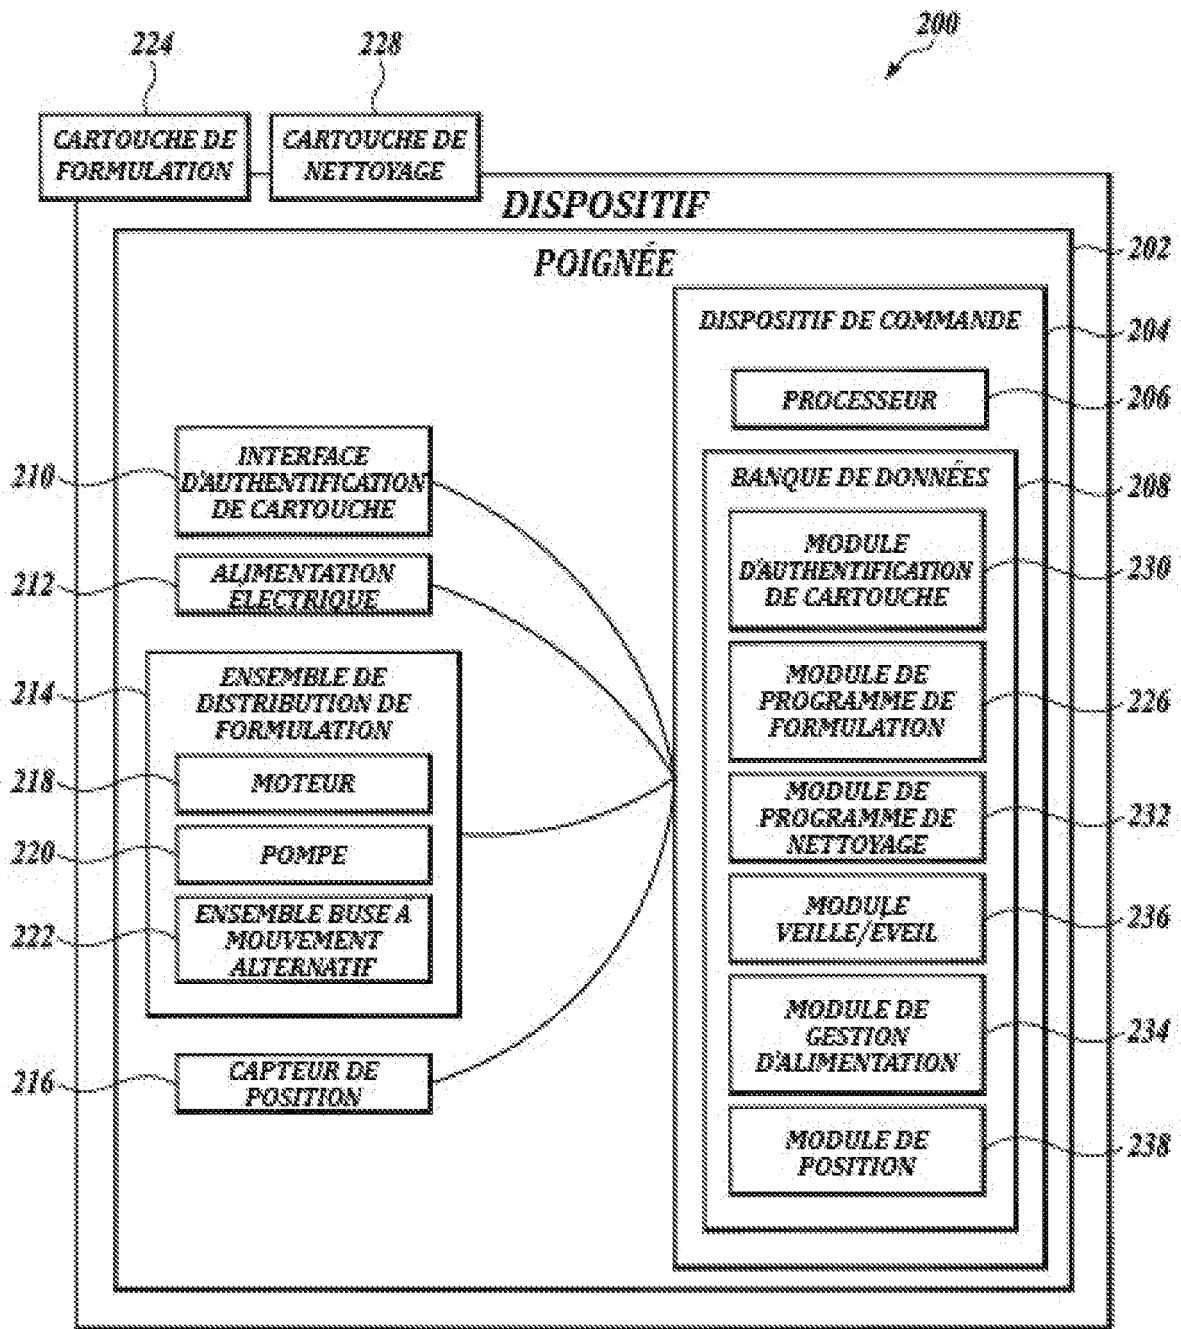 200
224
228
CARTOUCHE DE
FORMULATION
CARTOUCHE DE
NETTOYAGE
DISPOSITIF
202
POIGNÉE
204
DISPOSITIF DE COMMANDE
206
PROCESSEUR
208
BANQUE DE DONNÉES
210
INTERFACE
D'AUTHENTIFICATION
DE CARTOUCHE
212
ALIMENTATION
ÉLECTRIQUE
214
ENSEMBLE DE
DISTRIBUTION DE
FORMULATION
218
MOTEUR
220
POMPE
222
ENSEMBLE BUSE A
MOUVEMENT
ALTERNATIF
216
CAPTEUR DE
POSITION
MODULE
D'AUTHENTIFICATION
DE CARTOUCHE
230
MODULE DE
PROGRAMME DE
FORMULATION
226
MODULE DE
PROGRAMME DE
NETTOYAGE
232
MODULE
VEILLE/ÉVEIL
236
MODULE DE
GESTION
D'ALIMENTATION
234
MODULE DE
POSITION
238